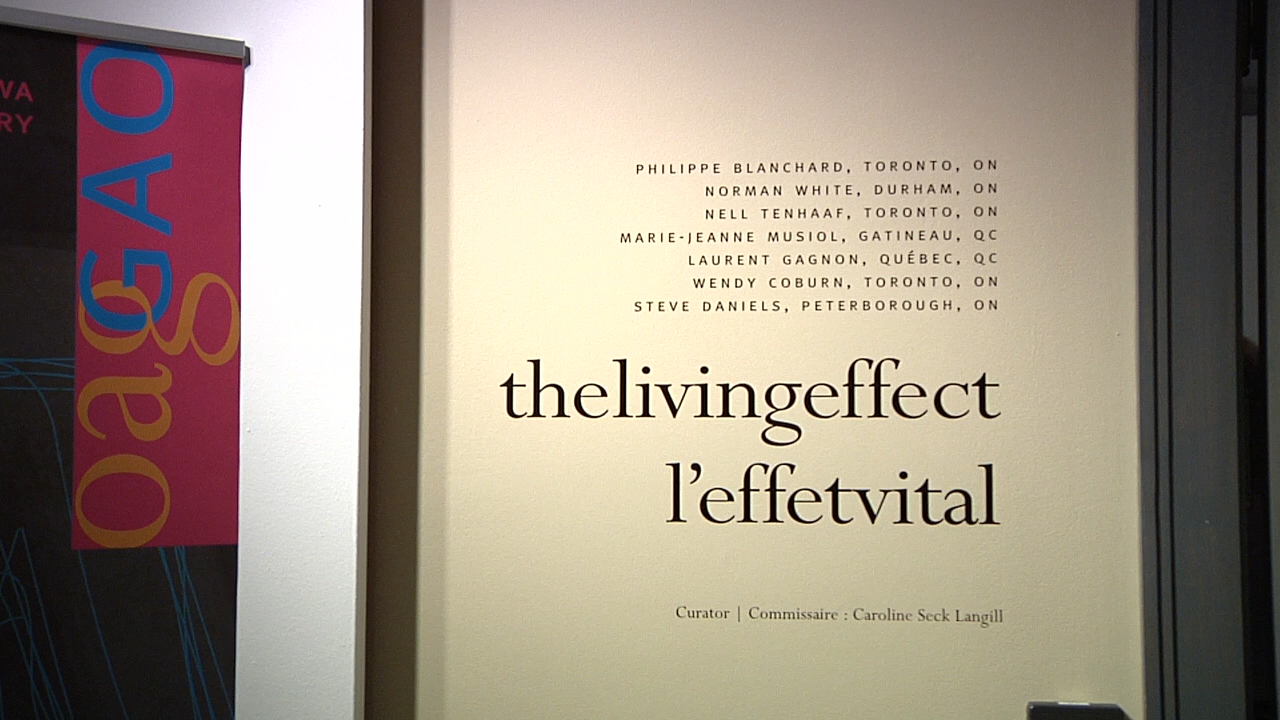 WA
RY
GAO
oag
PHILIPPE BLANCHARD, TORONTO, ON
NORMAN WHITE, DURHAM, ON
NELL TENHAAF, TORONTO, ON
MARIE-JEANNE MUSIOL, GATINEAU, QC
LAURENT GAGNON, QUÉBEC, QC
WENDY COBURN, TORONTO, ON
STEVE DANIELS, PETERBOROUGH, ON
thelivingeffect
l'effetvital
Curator | Commissaire : Caroline Seck Langill